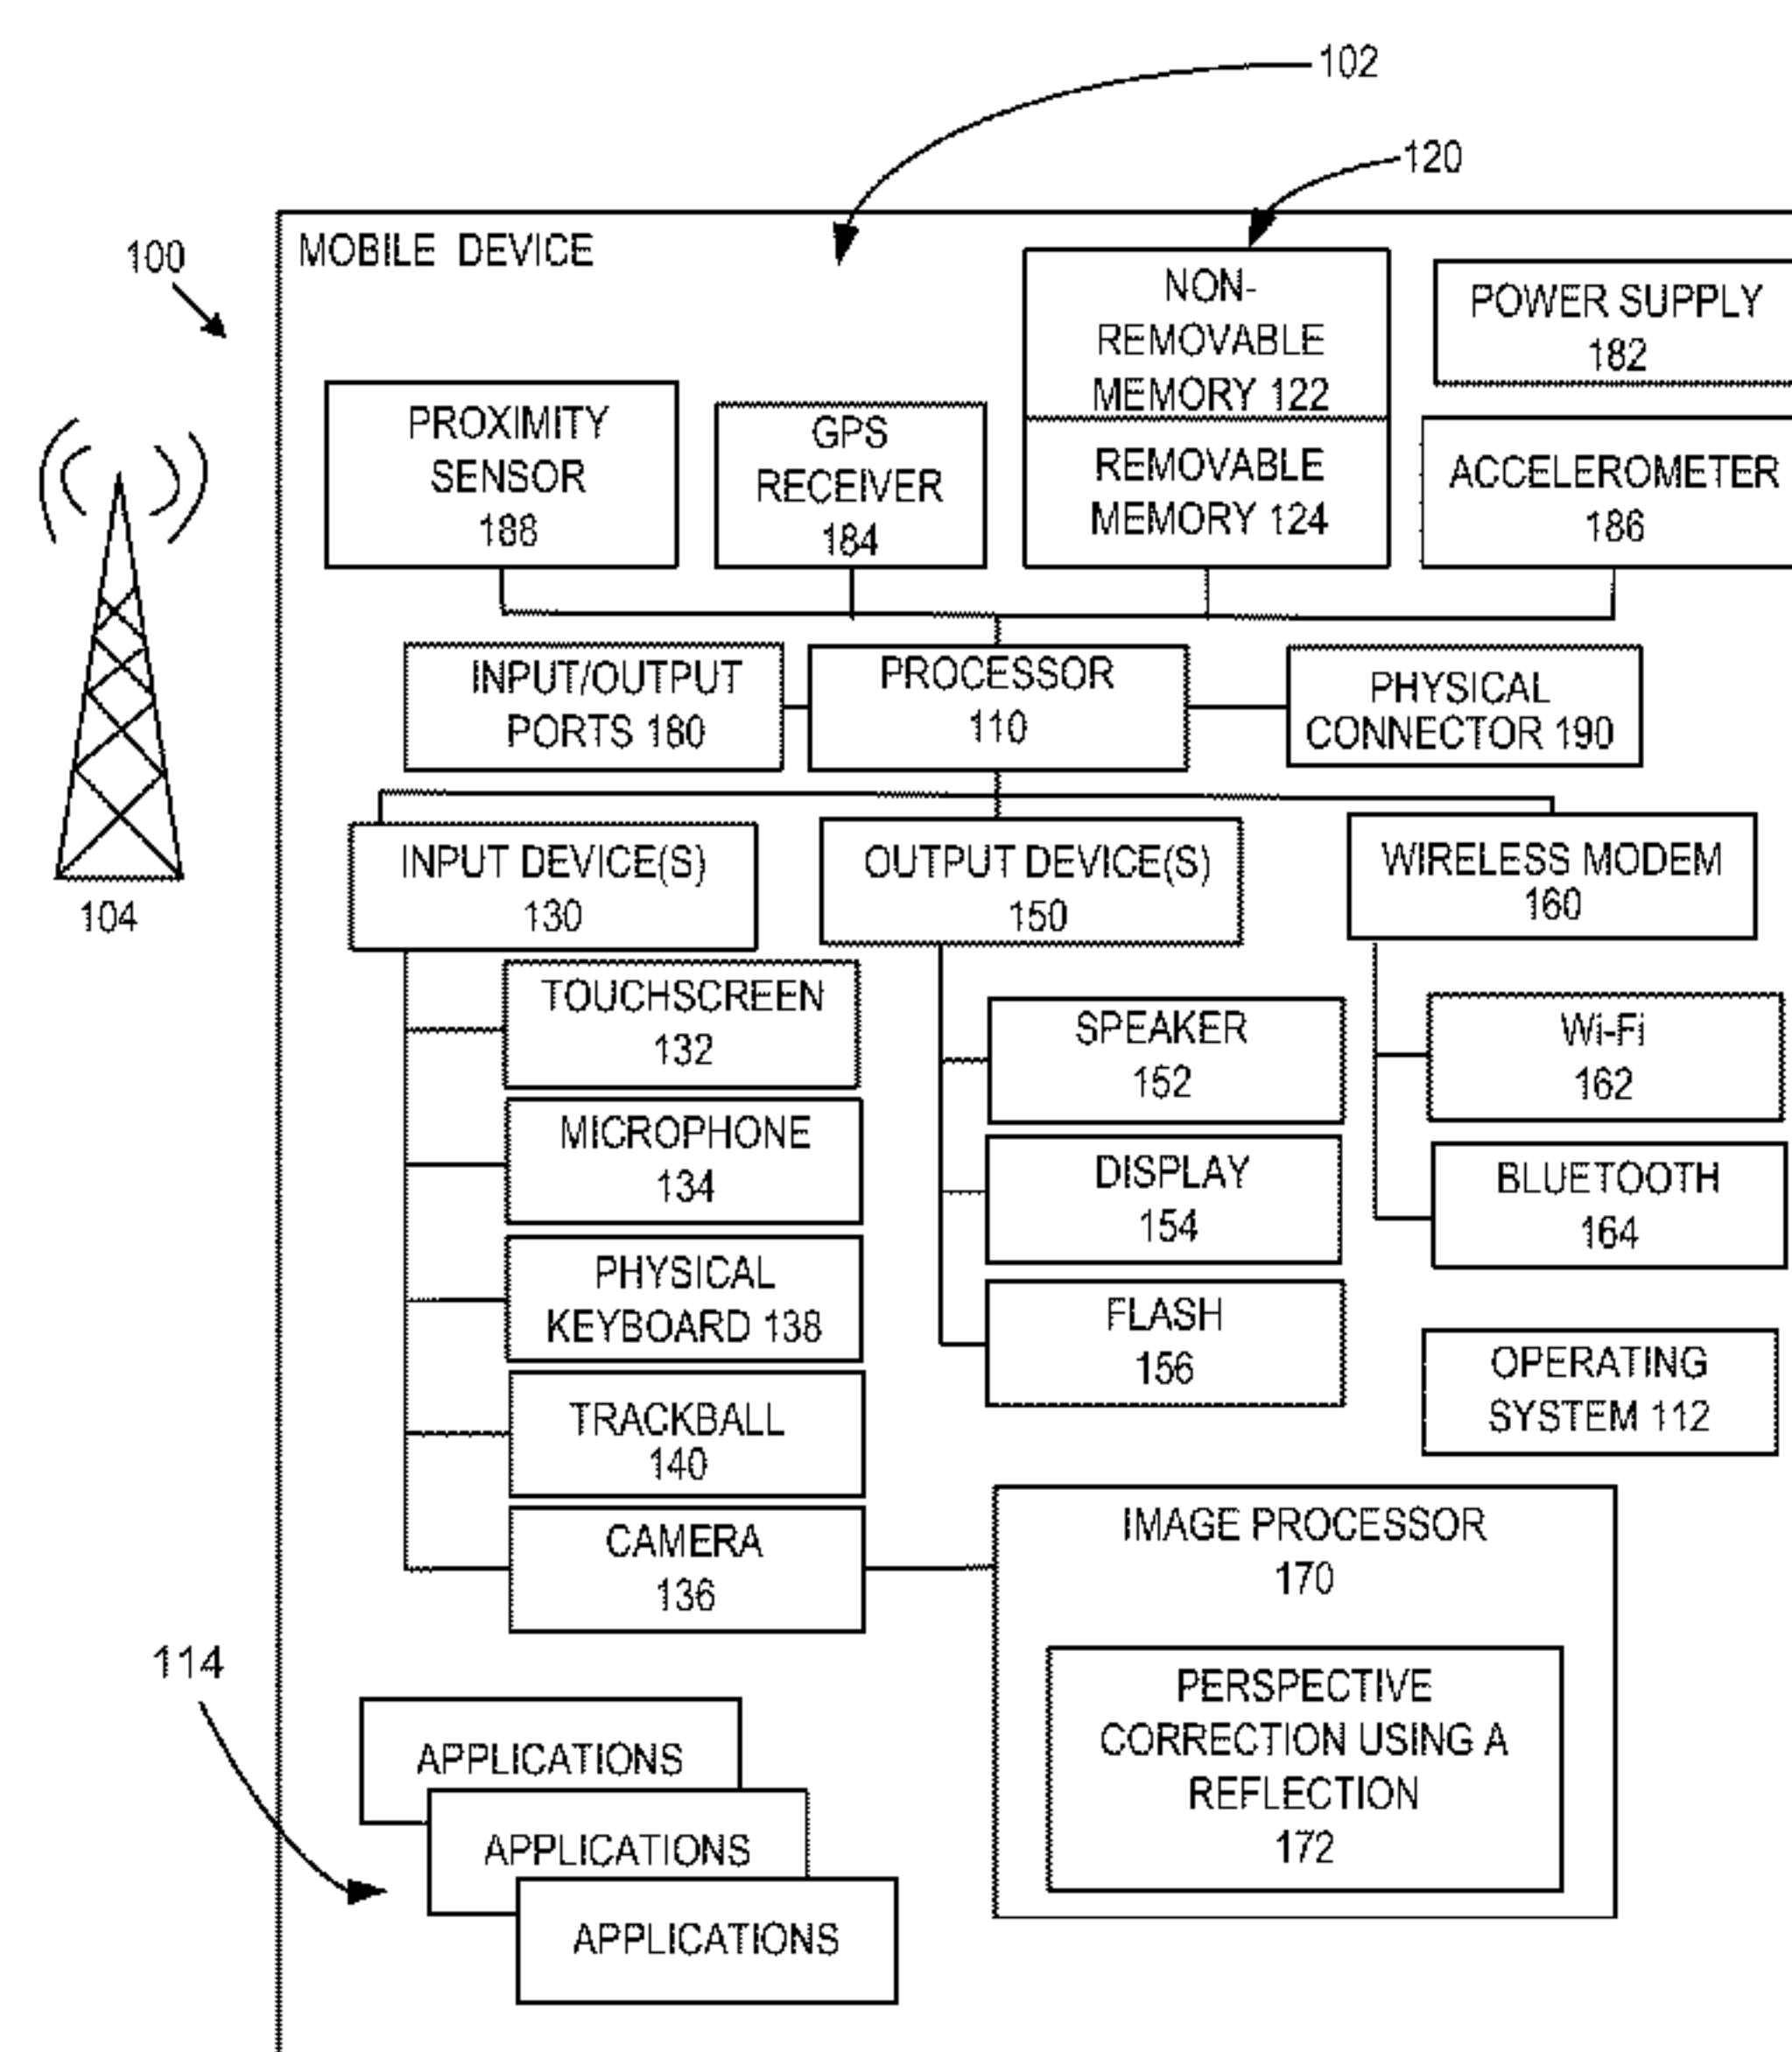 102
120
100
MOBILE DEVICE
NON-
REMOVABLE
MEMORY 122
REMOVABLE
MEMORY 124
POWER SUPPLY
182
PROXIMITY
SENSOR
188
GPS
RECEIVER
184
ACCELEROMETER
186
INPUT/OUTPUT
PORTS 180
PROCESSOR
110
PHYSICAL
CONNECTOR 190
104
INPUT DEVICE(S)
130
OUTPUT DEVICE(S)
150
WIRELESS MODEM
160
TOUCHSCREEN
132
MICROPHONE
134
PHYSICAL
KEYBOARD 138
TRACKBALL
140
CAMERA
136
SPEAKER
152
DISPLAY
154
FLASH
156
Wi-Fi
162
BLUETOOTH
164
OPERATING
SYSTEM 112
IMAGE PROCESSOR
170
PERSPECTIVE
CORRECTION USING A
REFLECTION
172
114
APPLICATIONS
APPLICATIONS
APPLICATIONS